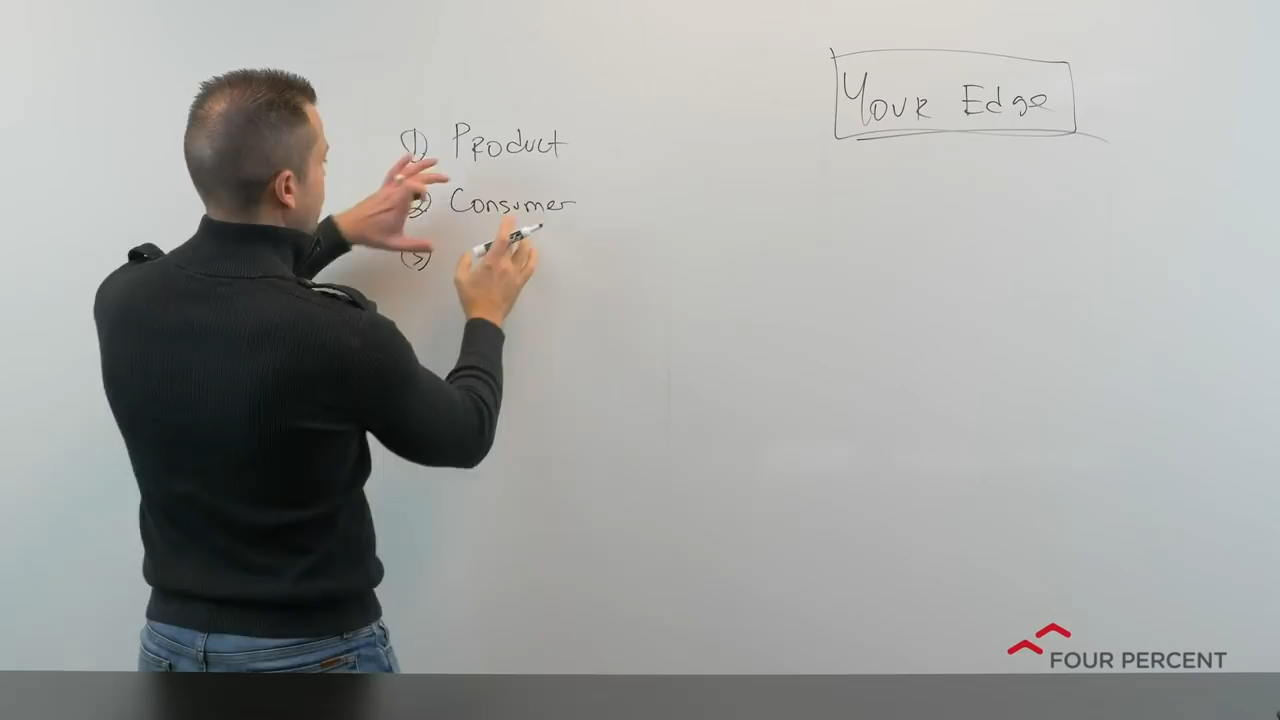 Your Edge
(1) Product
(2) Consumer
(3)
FOUR PERCENT